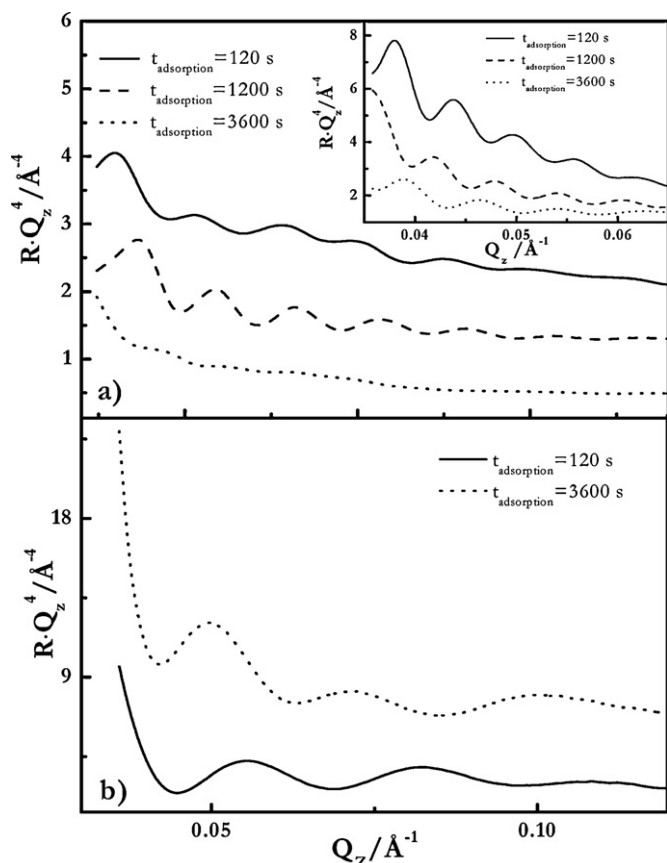 6
5
4
3
2
1
R·Q_z^4/Å^-4
t_adsorption=120 s
t_adsorption=1200 s
t_adsorption=3600 s
a)
8
6
4
2
R·Q_z^4/Å^-4
t_adsorption=120 s
t_adsorption=1200 s
t_adsorption=3600 s
0.04
0.05
0.06
Q_z /Å^-1
18
9
R·Q_z^4/Å^-4
t_adsorption=120 s
t_adsorption=3600 s
b)
0.05
0.10
Q_z /Å^-1